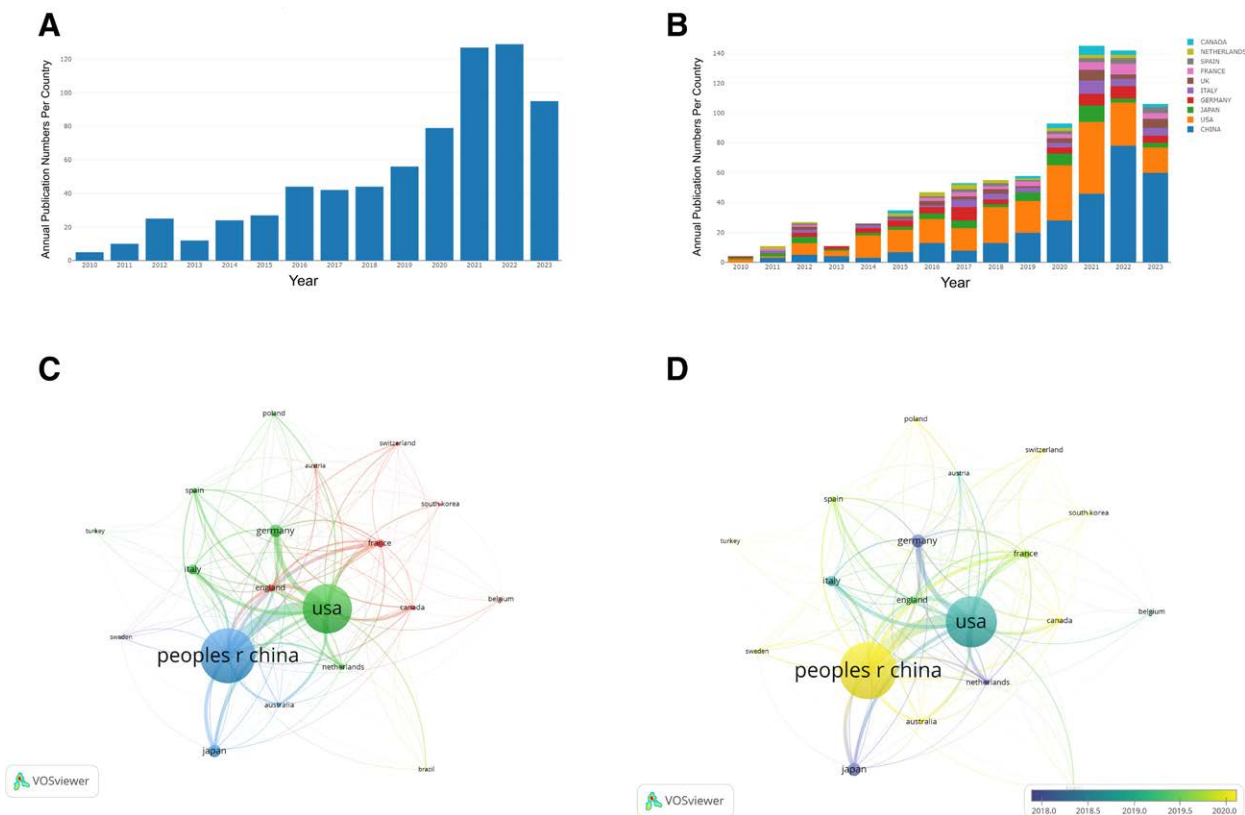 A
Annual Publication Numbers Per Country
120
100
80
60
40
20
0
2010 2011 2012 2013 2014 2015 2016 2017 2018 2019 2020 2021 2022 2023
Year
B
Annual Publication Numbers Per Country
140
120
100
80
60
40
20
0
2010 2011 2012 2013 2014 2015 2016 2017 2018 2019 2020 2021 2022 2023
Year
CANADA
NETHERLANDS
SPAIN
FRANCE
UK
ITALY
GERMANY
JAPAN
USA
CHINA
C
poland
switzerland
austria
spain
south korea
turkey
germany
france
italy
england
usa
canada
belgium
sweden
peoples r china
netherlands
australia
japan
brazil
VOSviewer
D
poland
switzerland
austria
spain
south korea
turkey
germany
france
italy
england
usa
canada
belgium
sweden
peoples r china
netherlands
australia
japan
VOSviewer
2018.0 2018.5 2019.0 2019.5 2020.0